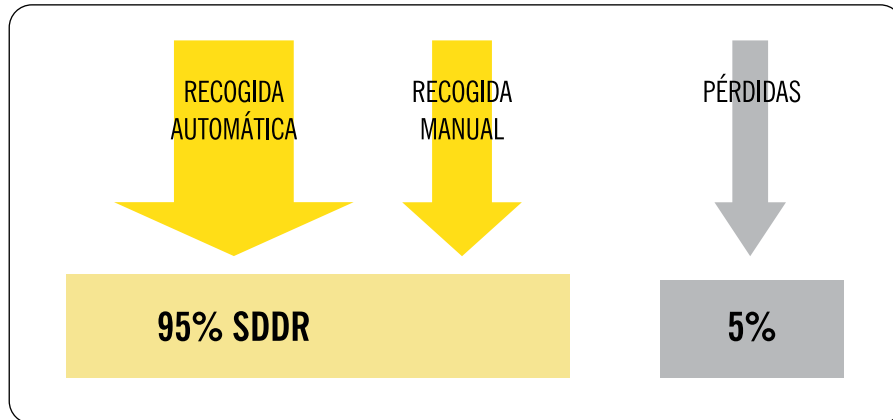 RECOGIDA
AUTOMÁTICA
RECOGIDA
MANUAL
PÉRDIDAS
95% SDDR
5%